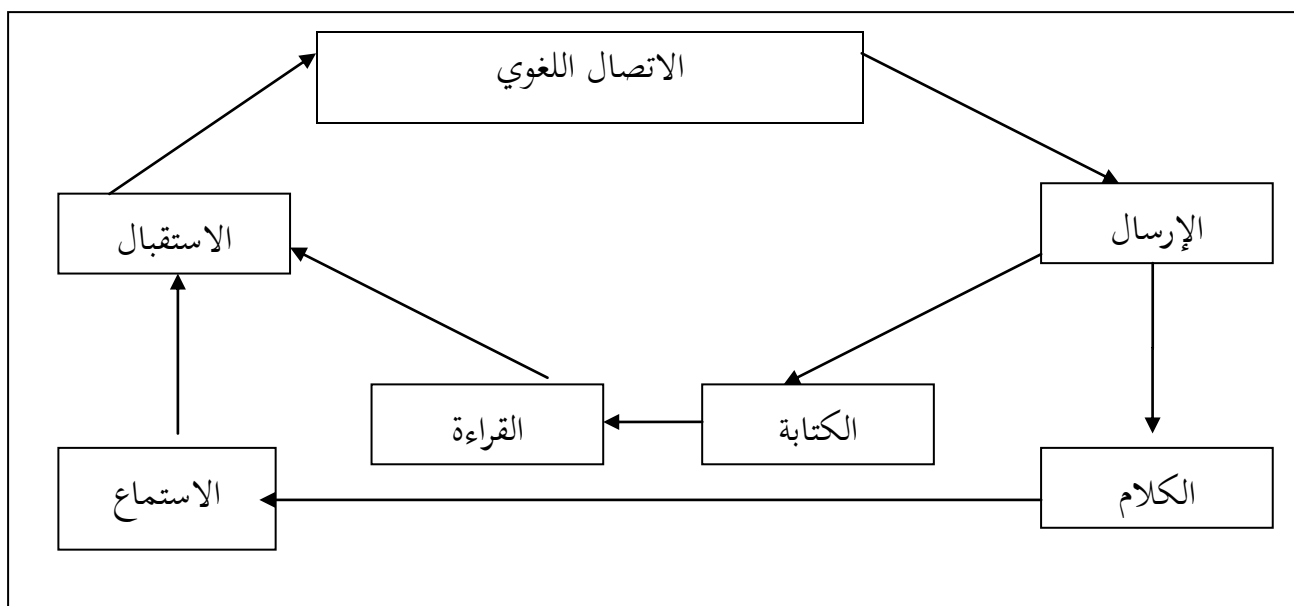 الاتصال اللغوي
الإرسال
الاستقبال
الكتابة
القراءة
الكلام
الاستماع